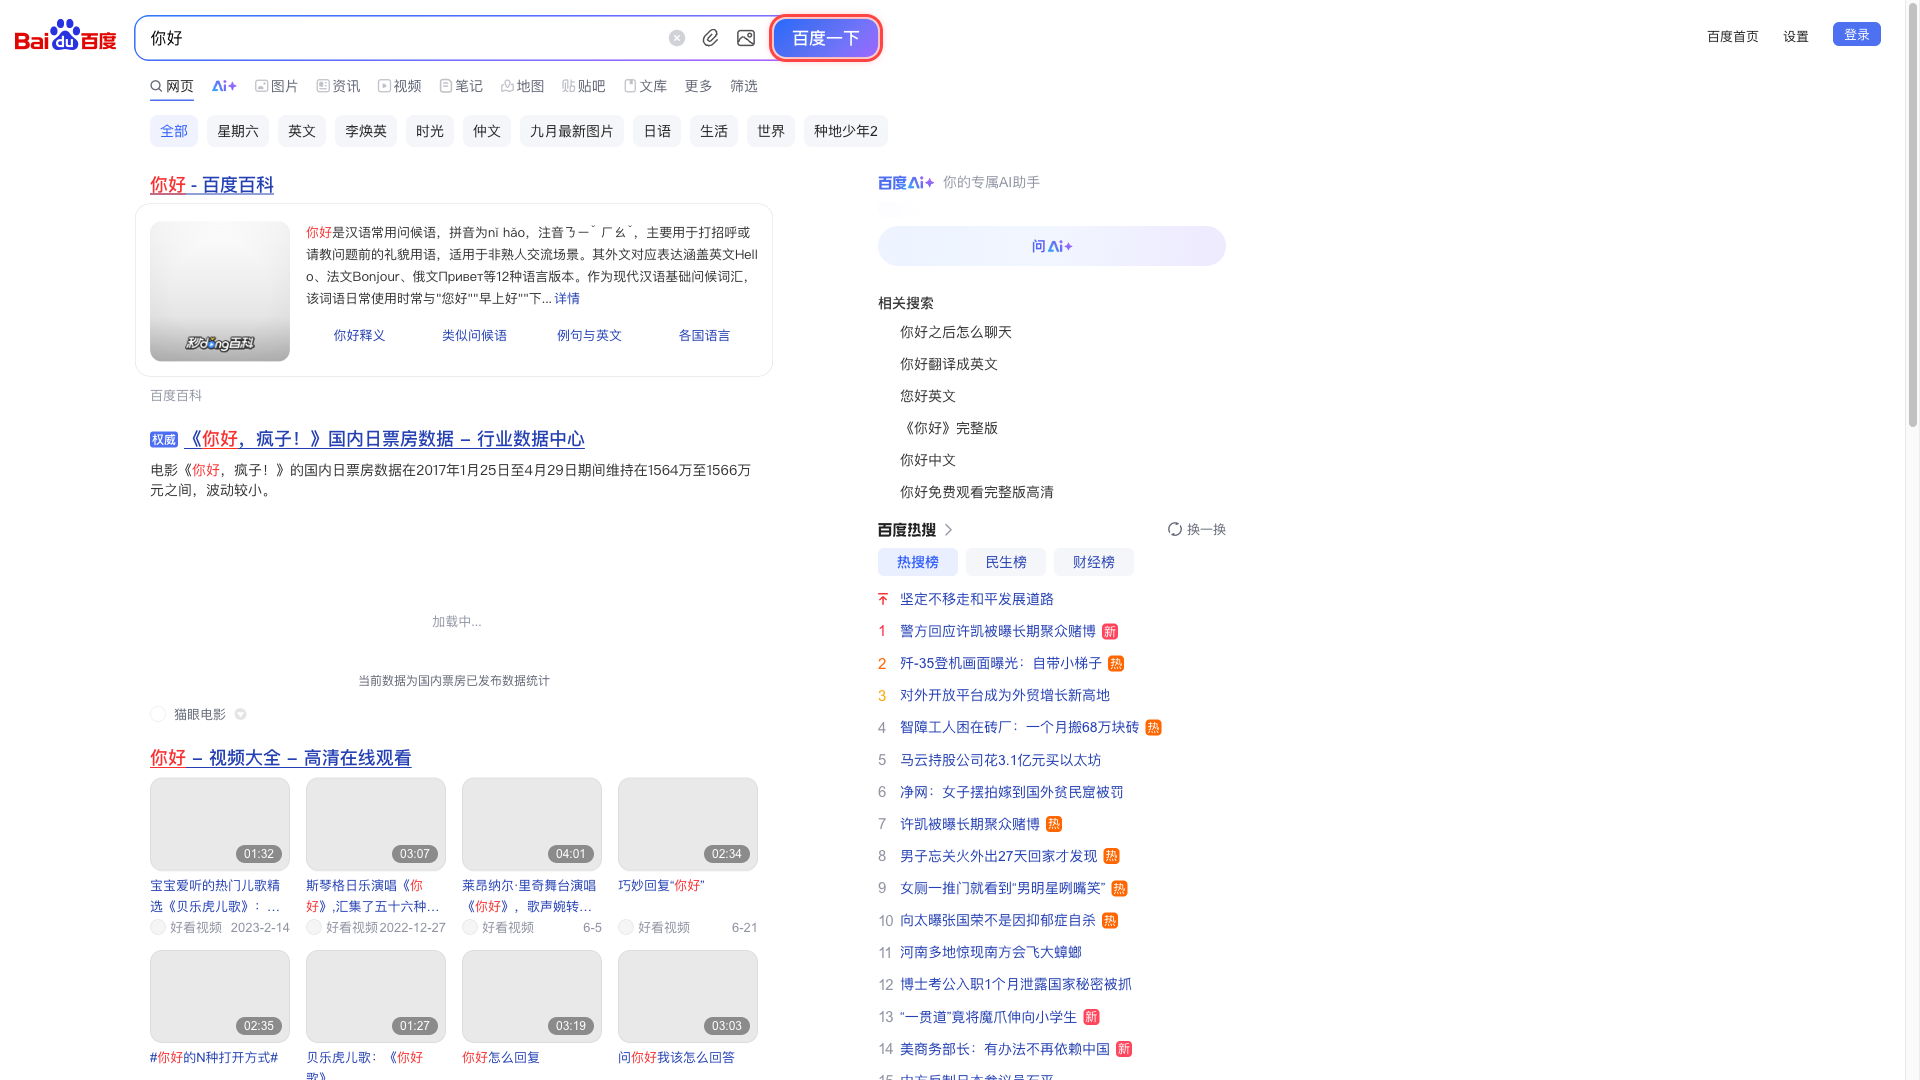 Bai du 百度
你好
百度一下
百度首页 设置 登录
网页 Ai+ 图片 资讯 视频 笔记 地图 贴吧 文库 更多 筛选
全部 星期六 英文 李焕英 时光 仲文 九月最新图片 日语 生活 世界 种地少年2
你好 - 百度百科
你好是汉语常用问候语，拼音为nǐ hǎo，注音ㄋㄧˇ ㄏㄠˇ，主要用于打招呼或
请教问题前的礼貌用语，适用于非熟人交流场景。其外文对应表达涵盖英文Hell
o、法文Bonjour、俄文Привет等12种语言版本。作为现代汉语基础问候词汇，
该词语日常使用时常与"您好""早上好""下... 详情
秒dǒng百科
你好释义 类似问候语 例句与英文 各国语言
百度百科
权威 《你好，疯子！》国内日票房数据 – 行业数据中心
电影《你好，疯子！》的国内日票房数据在2017年1月25日至4月29日期间维持在1564万至1566万
元之间，波动较小。
加载中...
当前数据为国内票房已发布数据统计
猫眼电影
你好 – 视频大全 – 高清在线观看
01:32 03:07 04:01 02:34
宝宝爱听的热门儿歌精 斯琴格日乐演唱《你 莱昂纳尔·里奇舞台演唱 巧妙回复“你好”
选《贝乐虎儿歌》：... 好》,汇集了五十六种... 《你好》，歌声婉转...
好看视频 2023-2-14 好看视频 2022-12-27 好看视频 6-5 好看视频 6-21
02:35 01:27 03:19 03:03
#你好的N种打开方式# 贝乐虎儿歌：《你好 你好怎么回复 问你好我该怎么回答
歌》
百度Ai+ 你的专属AI助手
问Ai+
相关搜索
你好之后怎么聊天
你好翻译成英文
您好英文
《你好》完整版
你好中文
你好免费观看完整版高清
百度热搜 换一换
热搜榜 民生榜 财经榜
坚定不移走和平发展道路
1 警方回应许凯被曝长期聚众赌博 新
2 歼-35登机画面曝光：自带小梯子 热
3 对外开放平台成为外贸增长新高地
4 智障工人困在砖厂：一个月搬68万块砖 热
5 马云持股公司花3.1亿元买以太坊
6 净网：女子摆拍嫁到国外贫民窟被罚
7 许凯被曝长期聚众赌博 热
8 男子忘关火外出27天回家才发现 热
9 女厕一推门就看到“男明星咧嘴笑” 热
10 向太曝张国荣不是因抑郁症自杀 热
11 河南多地惊现南方会飞大蟑螂
12 博士考公入职1个月泄露国家秘密被抓
13 “一贯道”竟将魔爪伸向小学生 新
14 美商务部长：有办法不再依赖中国 新
15 中方反制日本参议员石平